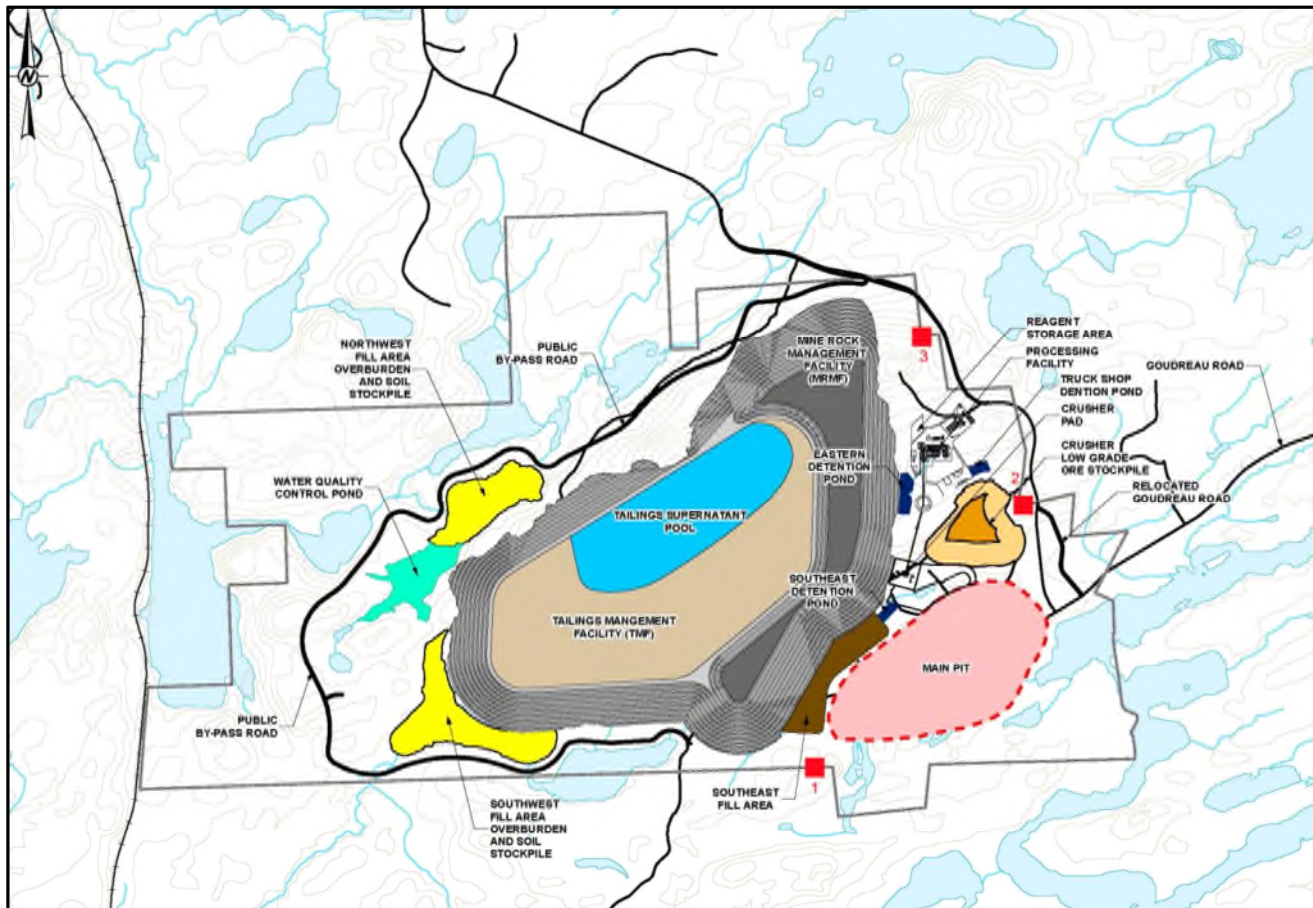 N
REAGENT
STORAGE AREA
PROCESSING
FACILITY
TRUCK SHOP
DENTION POND
CRUSHER
PAD
CRUSHER
LOW GRADE
ORE STOCKPILE
RELOCATED
GOUDREAU ROAD
GOUDREAU ROAD
MINE ROCK
MANAGEMENT
FACILITY
(MRMF)
3
NORTHWEST
FILL AREA
OVERBURDEN
AND SOIL
STOCKPILE
PUBLIC
BY-PASS ROAD
EASTERN
DETENTION
POND
2
WATER QUALITY
CONTROL POND
TAILINGS SUPERNATANT
POOL
SOUTHEAST
DETENTION
POND
TAILINGS MANGEMENT
FACILITY (TMF)
MAIN PIT
PUBLIC
BY-PASS ROAD
SOUTHWEST
FILL AREA
OVERBURDEN
AND SOIL
STOCKPILE
SOUTHEAST
FILL AREA
1